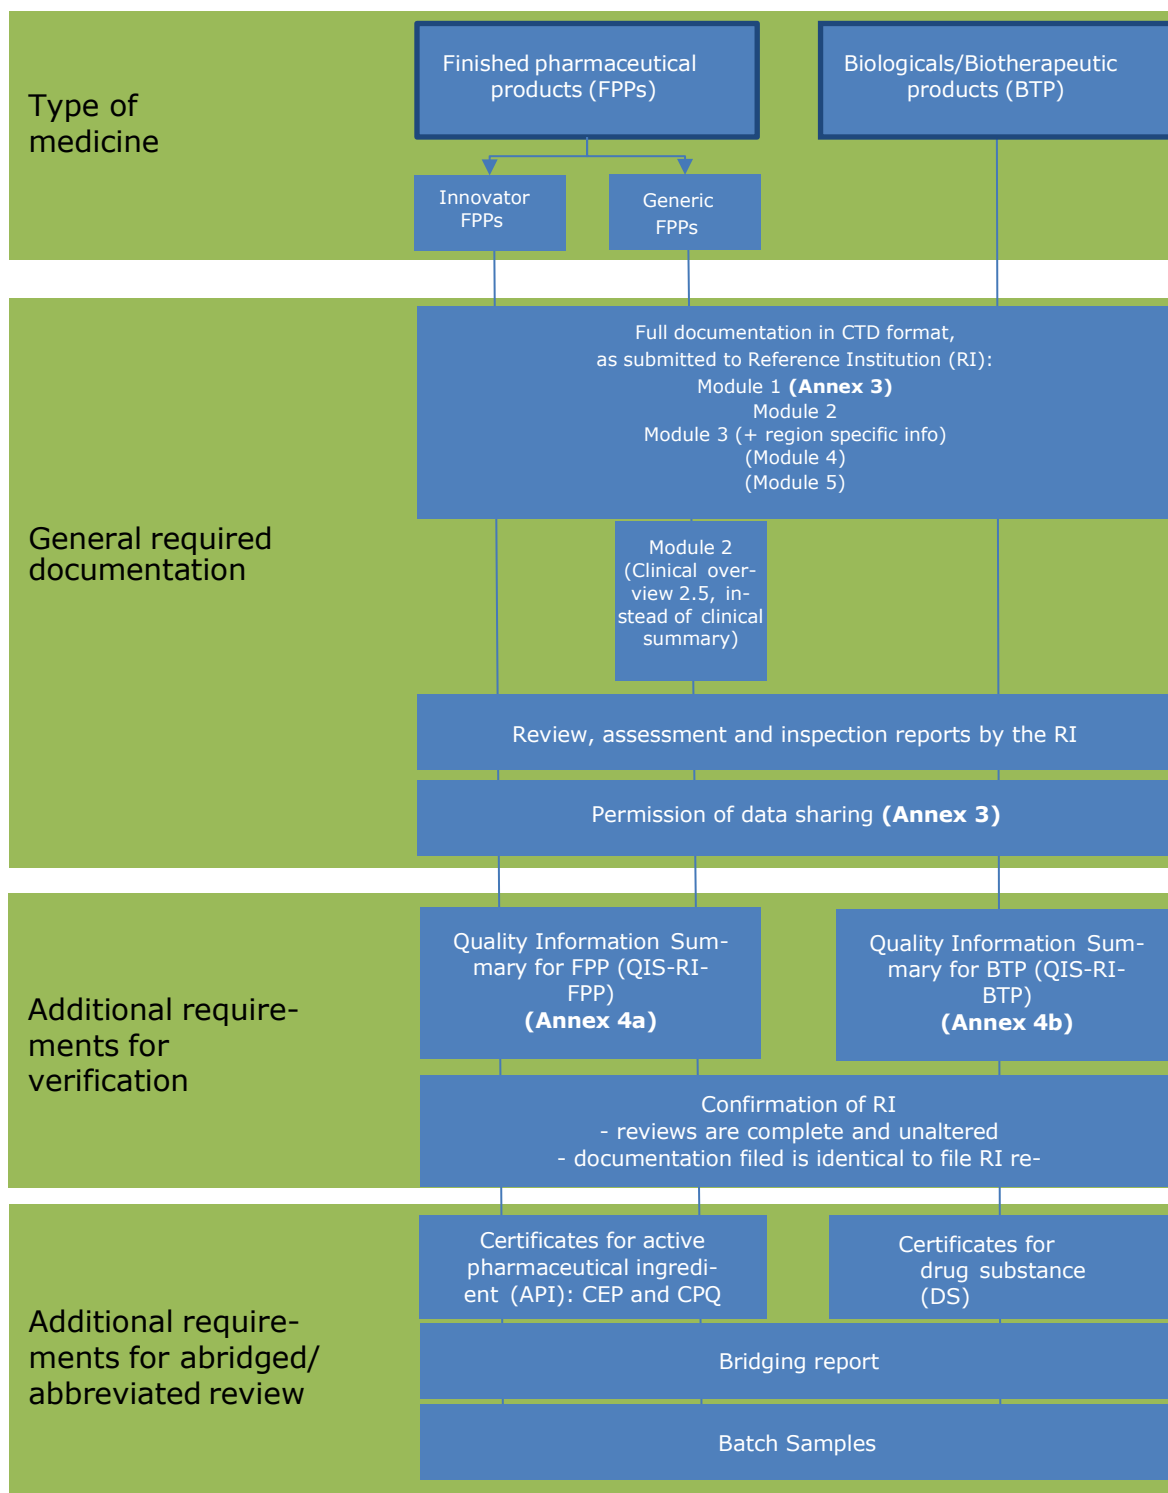 Type of
medicine
Finished pharmaceutical
products (FPPs)
Biologicals/Biotherapeutic
products (BTP)
Innovator
FPPs
Generic
FPPs
General required
documentation
Full documentation in CTD format,
as submitted to Reference Institution (RI):
Module 1 (Annex 3)
Module 2
Module 3 (+ region specific info)
(Module 4)
(Module 5)
Module 2
(Clinical over-
view 2.5, in-
stead of clinical
summary)
Review, assessment and inspection reports by the RI
Permission of data sharing (Annex 3)
Additional require-
ments for
verification
Quality Information Sum-
mary for FPP (QIS-RI-
FPP)
(Annex 4a)
Quality Information Sum-
mary for BTP (QIS-RI-
BTP)
(Annex 4b)
Confirmation of RI
- reviews are complete and unaltered
- documentation filed is identical to file RI re-
Additional require-
ments for abridged/
abbreviated review
Certificates for active
pharmaceutical ingredi-
ent (API): CEP and CPQ
Certificates for
drug substance
(DS)
Bridging report
Batch Samples